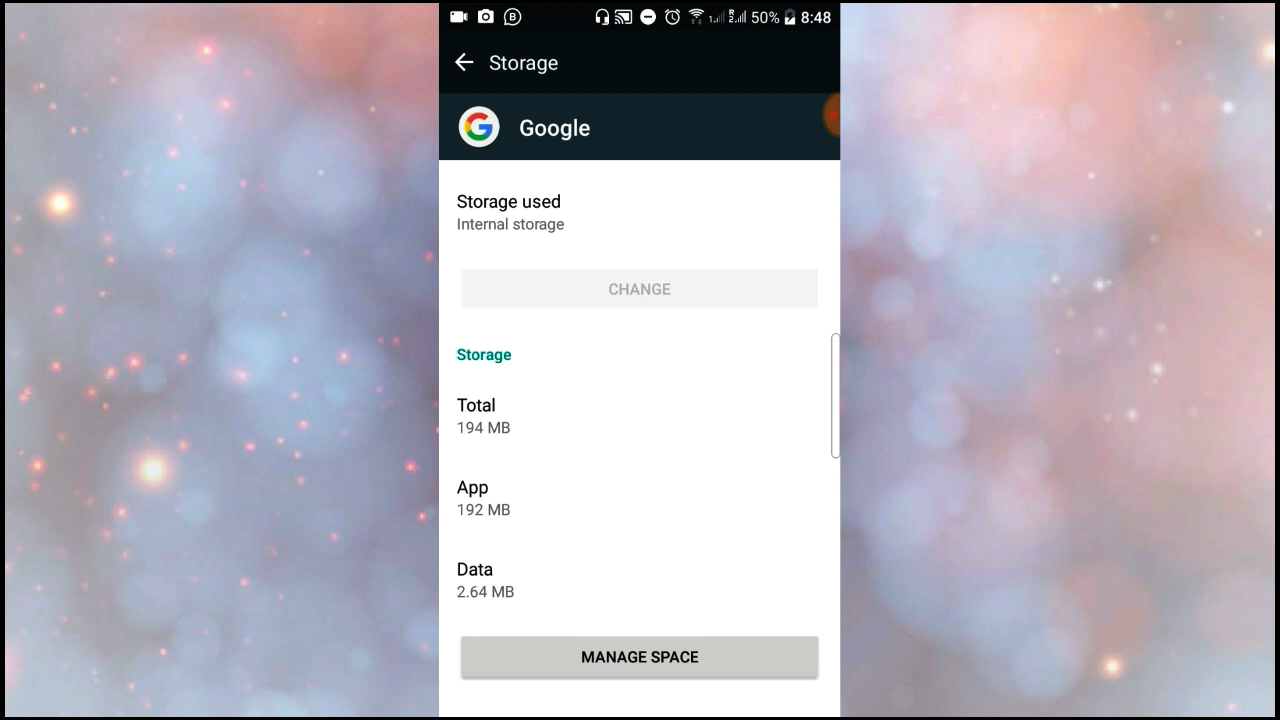 50% 8:48
Storage
Google
Storage used
Internal storage
CHANGE
Storage
Total
194 MB
App
192 MB
Data
2.64 MB
MANAGE SPACE